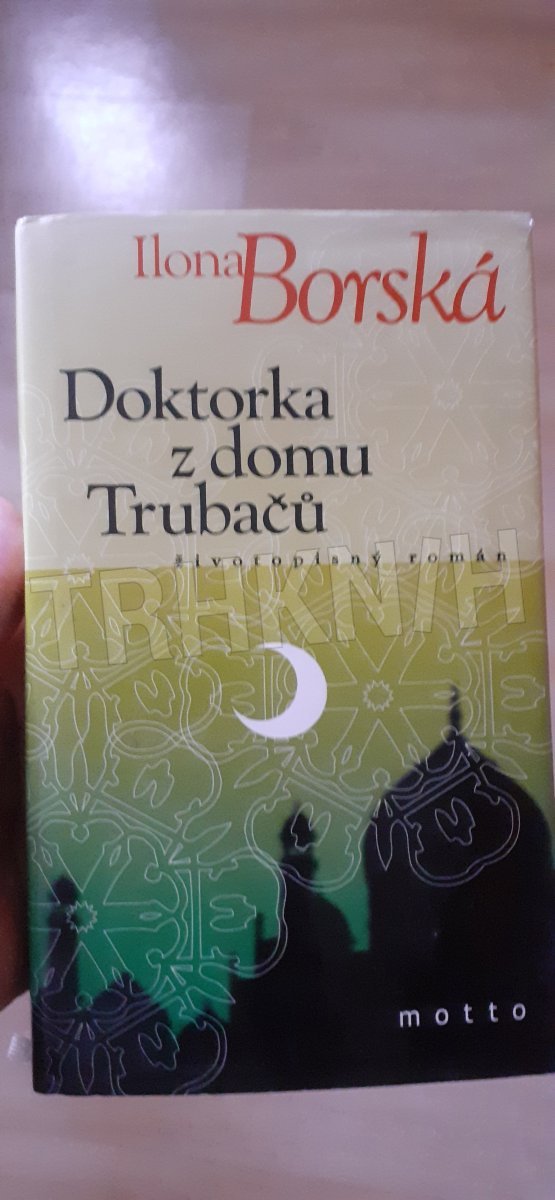 Ilona Borská
Doktorka
z domu
Trubačů
životopisný román
TRHKNIH
motto